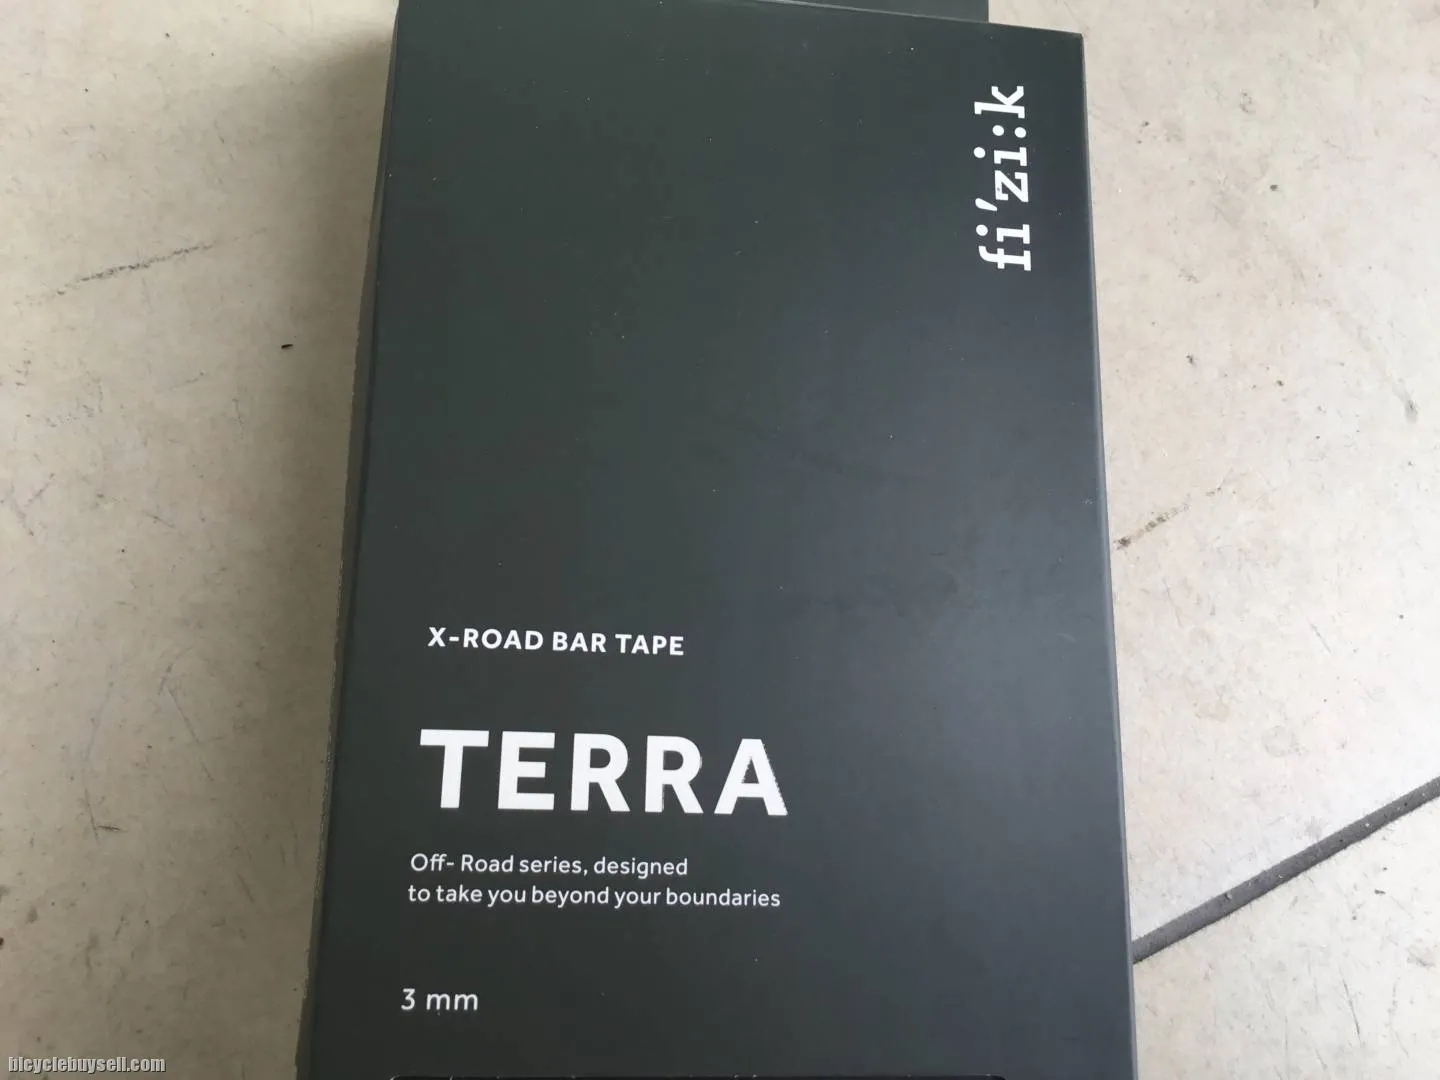 fi'zi:k
X-ROAD BAR TAPE
TERRA
Off- Road series, designed
to take you beyond your boundaries
3 mm
bicyclebuysell.com